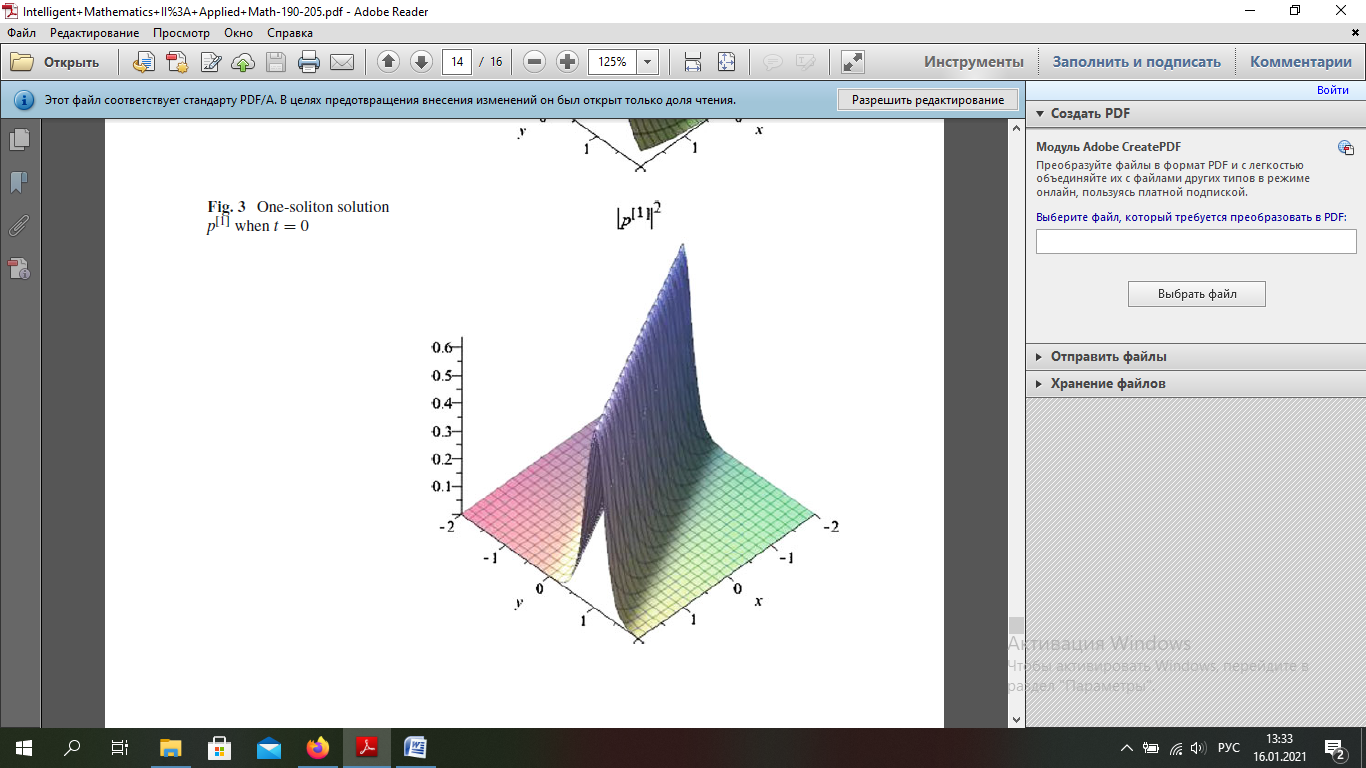 Intelligent+Mathematics+II%3A+Applied+Math-190-205.pdf - Adobe Reader
Файл Редактирование Просмотр Окно Справка
Открыть 14 / 16 125% Инструменты Заполнить и подписать Комментарии
Этот файл соответствует стандарту PDF/A. В целях предотвращения внесения изменений он был открыт только доля чтения. Разрешить редактирование
Войти
Создать PDF
Модуль Adobe CreatePDF
Преобразуйте файлы в формат PDF и с легкостью
объединяйте их с файлами других типов в режиме
онлайн, пользуясь платной подпиской.
Выберите файл, который требуется преобразовать в PDF:
Выбрать файл
Отправить файлы
Хранение файлов
y x
1 1
Fig. 3 One-soliton solution
p[1] when t = 0
|p[1]|2
0.6
0.5
0.4
0.3
0.2
0.1
-2 -2
-1 -1
0 0
y x
1 1
Активация Windows
Чтобы активировать Windows, перейдите в
раздел "Параметры".
РУС
13:33
16.01.2021
2